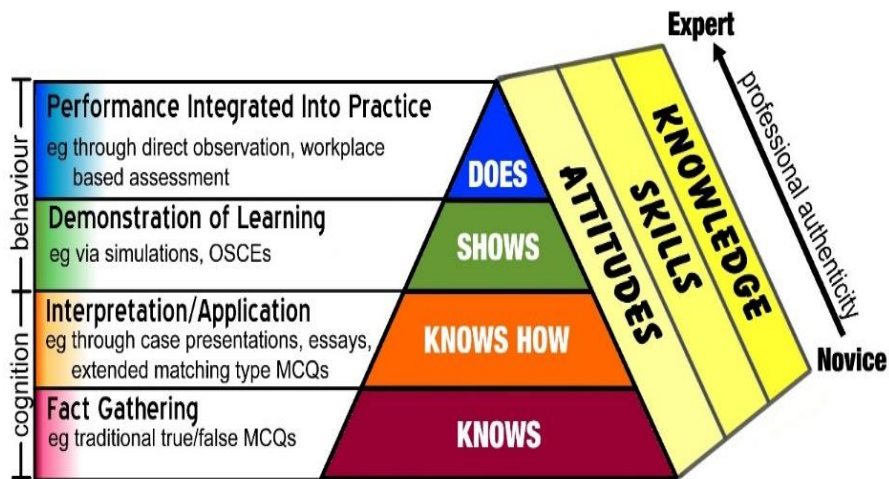 Expert
professional authenticity
Novice
Performance Integrated Into Practice
eg through direct observation, workplace
based assessment
DOES
Demonstration of Learning
eg via simulations, OSCEs
SHOWS
Interpretation/Application
eg through case presentations, essays,
extended matching type MCQs
KNOWS HOW
Fact Gathering
eg traditional true/false MCQs
KNOWS
behaviour
cognition
ATTITUDES
SKILLS
KNOWLEDGE